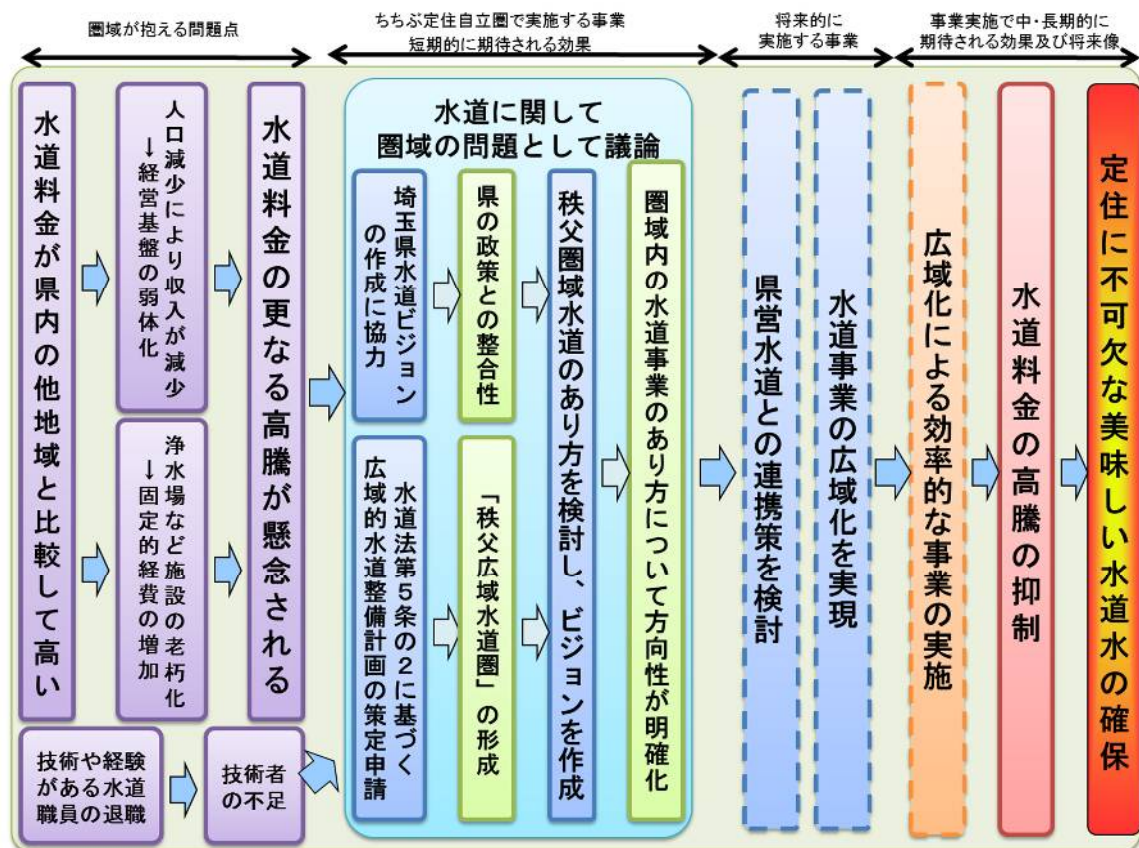 圏域が抱える問題点
ちちぶ定住自立圏で実施する事業
短期的に期待される効果
将来的に
実施する事業
事業実施で中・長期的に
期待される効果及び将来像
水道料金が県内の他地域と比較して高い
人口減少により収入が減少
→経営基盤の弱体化
浄水場など施設の老朽化
→固定的経費の増加
水道料金の更なる高騰が懸念される
技術や経験
がある水道
職員の退職
技術者
の不足
水道に関して
圏域の問題として議論
埼玉県水道ビジョン
の作成に協力
県の政策との整合性
水道法第5条の2に基づく
広域的水道整備計画の策定申請
「秩父広域水道圏」の形成
秩父圏域水道のあり方を検討し、ビジョンを作成
圏域内の水道事業のあり方について方向性が明確化
県営水道との連携策を検討
水道事業の広域化を実現
広域化による効率的な事業の実施
水道料金の高騰の抑制
定住に不可欠な美味しい水道水の確保